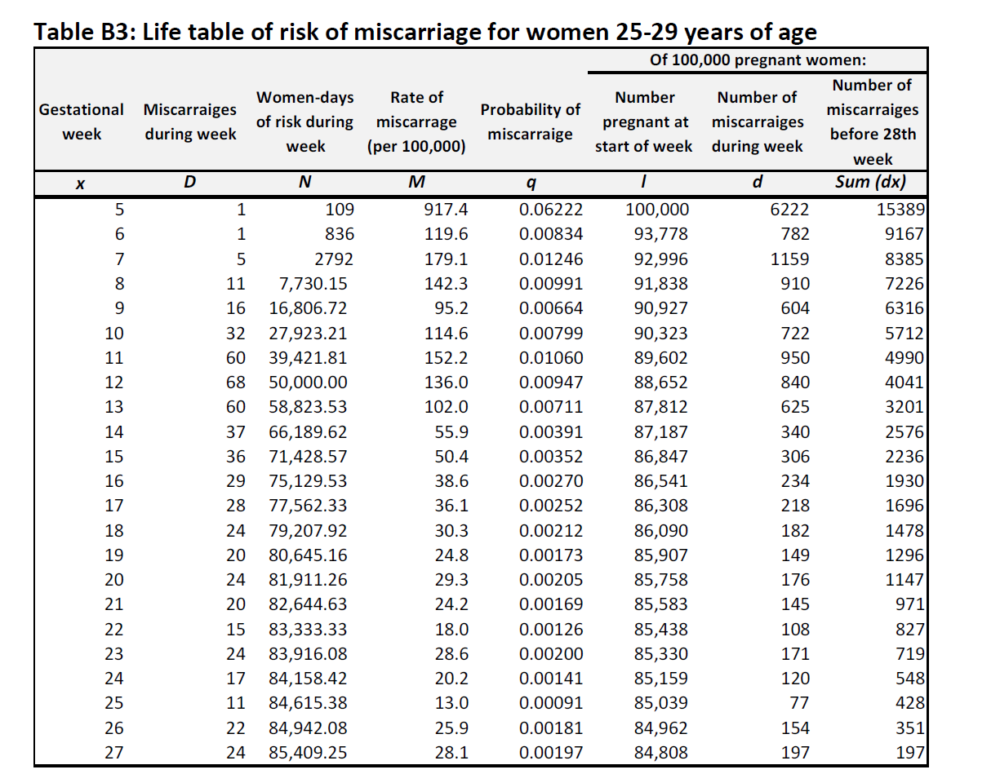 Table B3: Life table of risk of miscarriage for women 25-29 years of age
Of 100,000 pregnant women:
Gestational week Miscarraiges during week Women-days of risk during week Rate of miscarrage (per 100,000) Probability of miscarraige Number pregnant at start of week Number of miscarraiges during week Number of miscarraiges before 28th week
x D N M q l d Sum (dx)
5 1 109 917.4 0.06222 100,000 6222 15389
6 1 836 119.6 0.00834 93,778 782 9167
7 5 2792 179.1 0.01246 92,996 1159 8385
8 11 7,730.15 142.3 0.00991 91,838 910 7226
9 16 16,806.72 95.2 0.00664 90,927 604 6316
10 32 27,923.21 114.6 0.00799 90,323 722 5712
11 60 39,421.81 152.2 0.01060 89,602 950 4990
12 68 50,000.00 136.0 0.00947 88,652 840 4041
13 60 58,823.53 102.0 0.00711 87,812 625 3201
14 37 66,189.62 55.9 0.00391 87,187 340 2576
15 36 71,428.57 50.4 0.00352 86,847 306 2236
16 29 75,129.53 38.6 0.00270 86,541 234 1930
17 28 77,562.33 36.1 0.00252 86,308 218 1696
18 24 79,207.92 30.3 0.00212 86,090 182 1478
19 20 80,645.16 24.8 0.00173 85,907 149 1296
20 24 81,911.26 29.3 0.00205 85,758 176 1147
21 20 82,644.63 24.2 0.00169 85,583 145 971
22 15 83,333.33 18.0 0.00126 85,438 108 827
23 24 83,916.08 28.6 0.00200 85,330 171 719
24 17 84,158.42 20.2 0.00141 85,159 120 548
25 11 84,615.38 13.0 0.00091 85,039 77 428
26 22 84,942.08 25.9 0.00181 84,962 154 351
27 24 85,409.25 28.1 0.00197 84,808 197 197